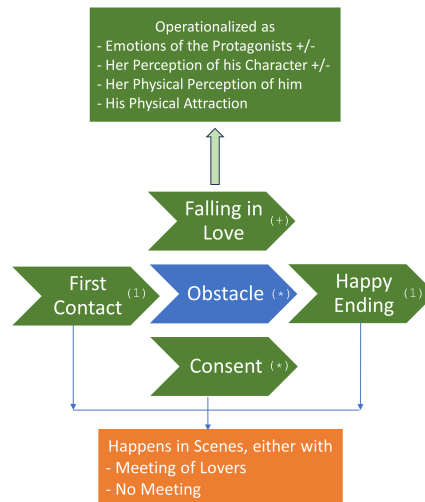 Operationalized as
- Emotions of the Protagonists +/-
- Her Perception of his Character +/-
- Her Physical Perception of him
- His Physical Attraction
Falling in
Love (+)
First
Contact (1)
Obstacle (*)
Happy
Ending (1)
Consent (*)
Happens in Scenes, either with
- Meeting of Lovers
- No Meeting